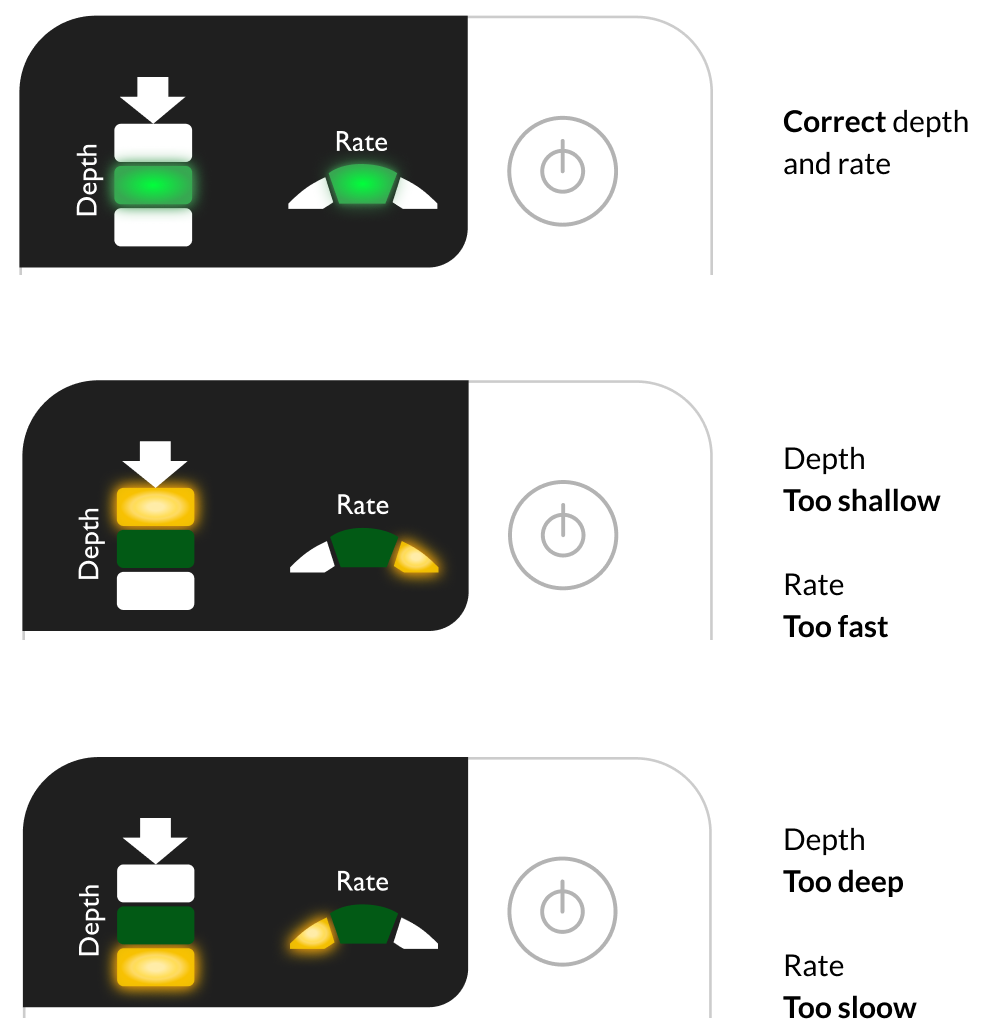 Depth
Rate
Correct depth
and rate
Depth
Rate
Depth
Too shallow
Rate
Too fast
Depth
Rate
Depth
Too deep
Rate
Too sloow